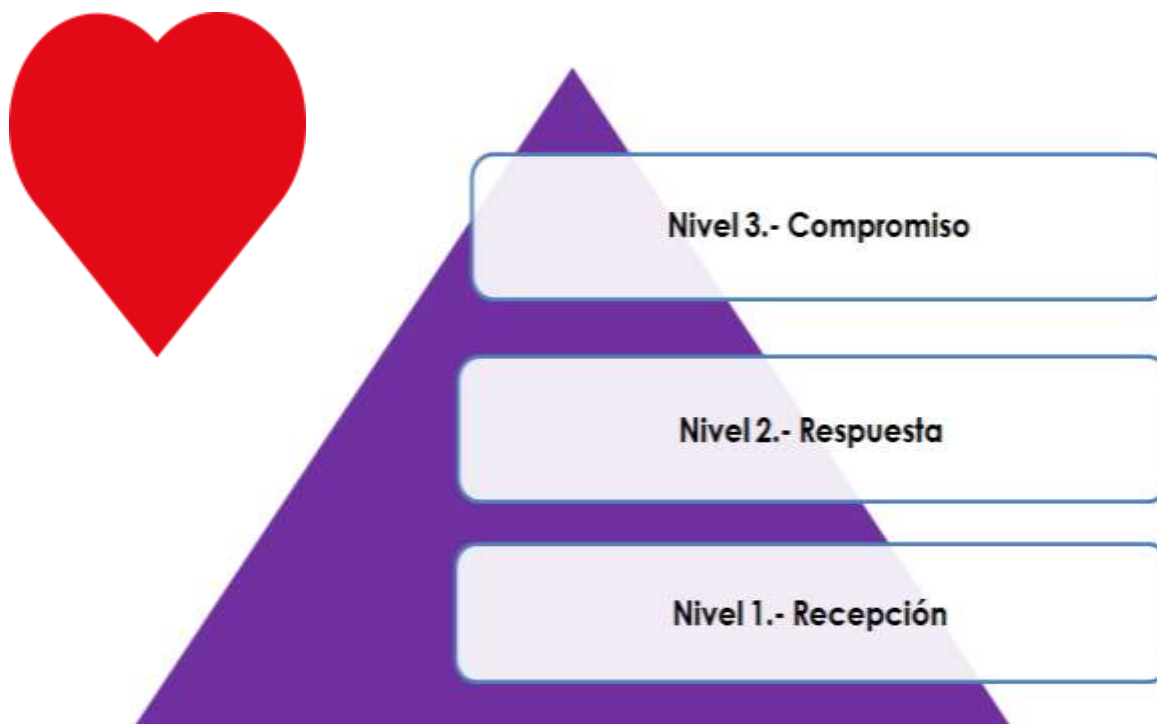 Nivel 3.- Compromiso
Nivel 2.- Respuesta
Nivel 1.- Recepción